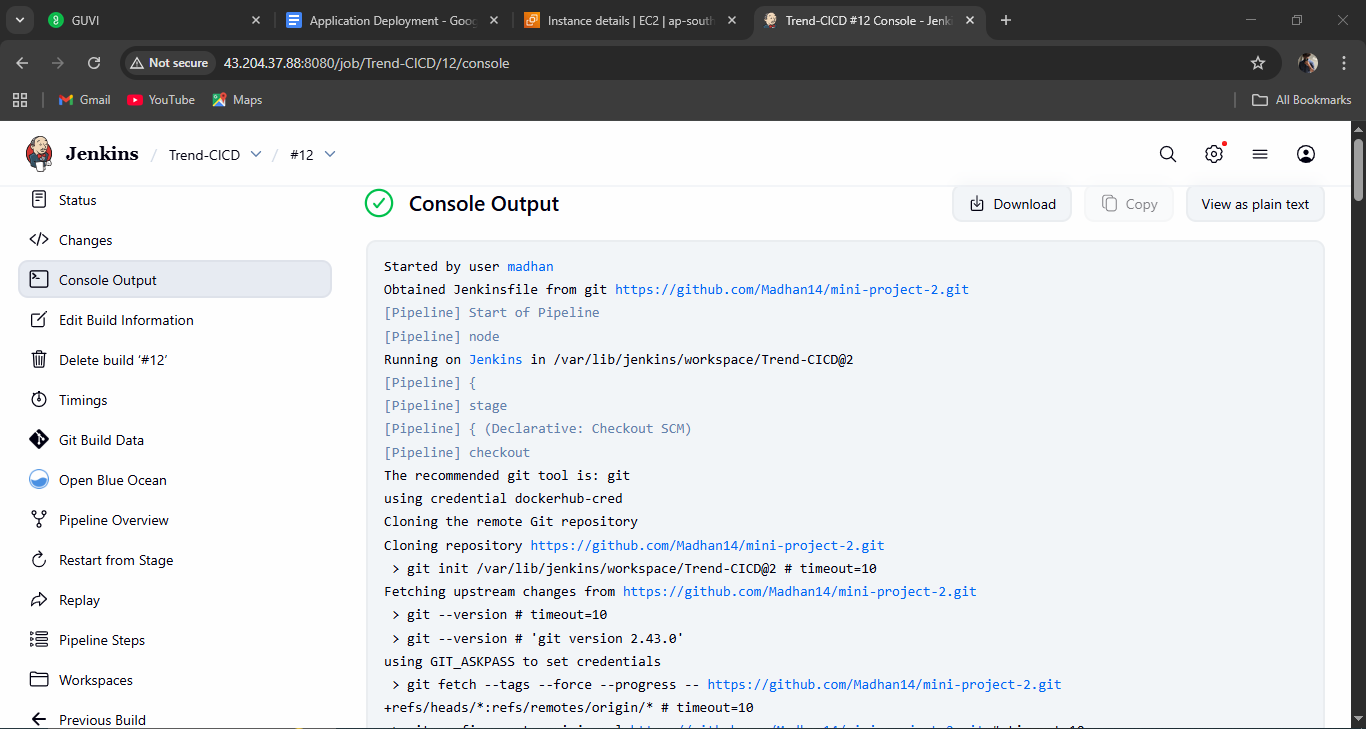 GUVI
Application Deployment - Goog
Instance details | EC2 | ap-south
Trend-CICD #12 Console - Jenki
Not secure
43.204.37.88:8080/job/Trend-CICD/12/console
Gmail
YouTube
Maps
All Bookmarks
Jenkins / Trend-CICD / #12
Status
Changes
Console Output
Edit Build Information
Delete build ‘#12’
Timings
Git Build Data
Open Blue Ocean
Pipeline Overview
Restart from Stage
Replay
Pipeline Steps
Workspaces
Previous Build
Console Output
Download
Copy
View as plain text
Started by user madhan
Obtained Jenkinsfile from git https://github.com/Madhan14/mini-project-2.git
[Pipeline] Start of Pipeline
[Pipeline] node
Running on Jenkins in /var/lib/jenkins/workspace/Trend-CICD@2
[Pipeline] {
[Pipeline] stage
[Pipeline] { (Declarative: Checkout SCM)
[Pipeline] checkout
The recommended git tool is: git
using credential dockerhub-cred
Cloning the remote Git repository
Cloning repository https://github.com/Madhan14/mini-project-2.git
> git init /var/lib/jenkins/workspace/Trend-CICD@2 # timeout=10
Fetching upstream changes from https://github.com/Madhan14/mini-project-2.git
> git --version # timeout=10
> git --version # 'git version 2.43.0'
using GIT_ASKPASS to set credentials
> git fetch --tags --force --progress -- https://github.com/Madhan14/mini-project-2.git
+refs/heads/*:refs/remotes/origin/* # timeout=10